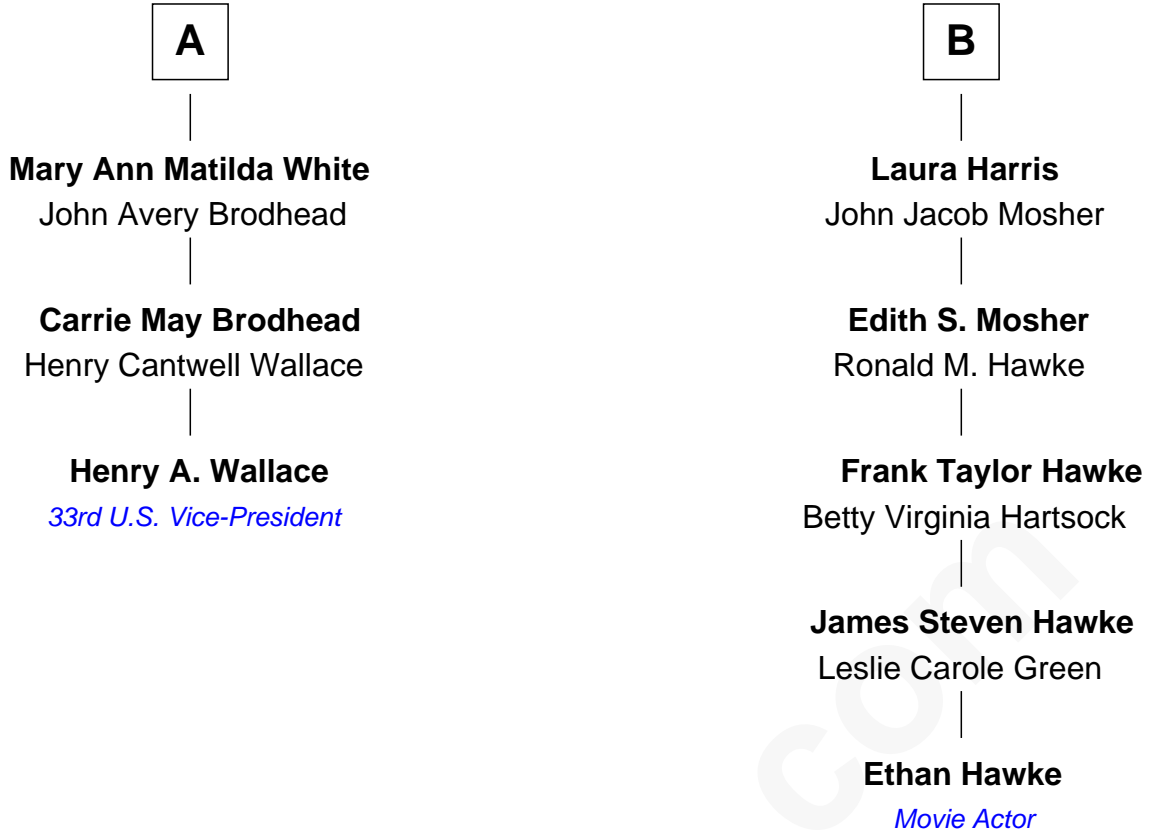 A
Mary Ann Matilda White
John Avery Brodhead
Carrie May Brodhead
Henry Cantwell Wallace
Henry A. Wallace
33rd U.S. Vice-President
B
Laura Harris
John Jacob Mosher
Edith S. Mosher
Ronald M. Hawke
Frank Taylor Hawke
Betty Virginia Hartsock
James Steven Hawke
Leslie Carole Green
Ethan Hawke
Movie Actor
com